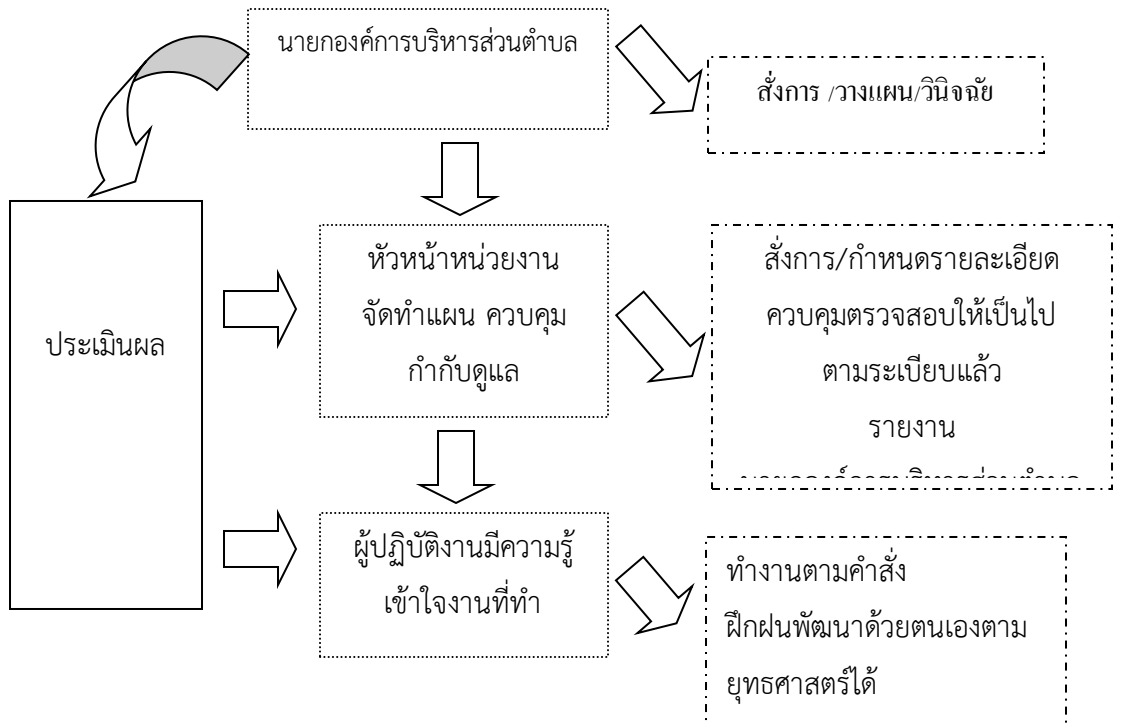 นายกองค์การบริหารส่วนตำบล
สั่งการ /วางแผน/วินิจฉัย
ประเมินผล
หัวหน้าหน่วยงาน
จัดทำแผน ควบคุม
กำกับดูแล
สั่งการ/กำหนดรายละเอียด
ควบคุมตรวจสอบให้เป็นไป
ตามระเบียบแล้ว
รายงาน
ผู้ปฏิบัติงานมีความรู้
เข้าใจงานที่ทำ
ทำงานตามคำสั่ง
ฝึกฝนพัฒนาด้วยตนเองตาม
ยุทธศาสตร์ได้